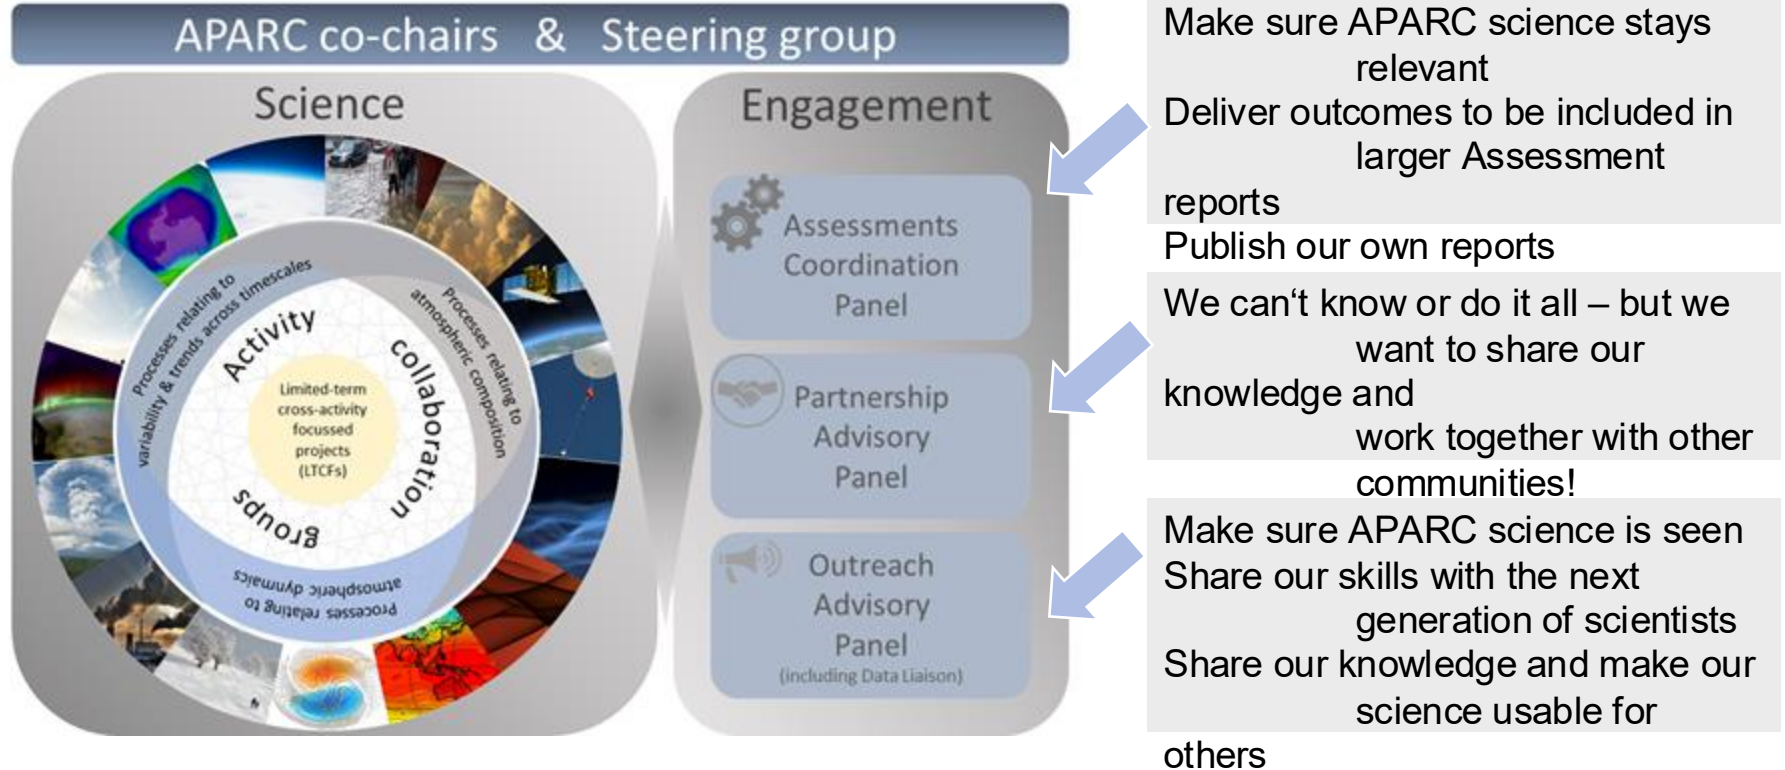 APARC co-chairs & Steering group
Science
Processes relating to
variability & trends across timescales
Processes relating to
atmospheric composition
Activity
collaboration
groups
Limited-term
cross-activity
focussed
projects
(LTCFs)
Processes relating to
atmospheric dynmaics
Engagement
Assessments
Coordination
Panel
Partnership
Advisory
Panel
Outreach
Advisory
Panel
(including Data Liaison)
Make sure APARC science stays
relevant
Deliver outcomes to be included in
larger Assessment
reports
Publish our own reports
We can‘t know or do it all – but we
want to share our
knowledge and
work together with other
communities!
Make sure APARC science is seen
Share our skills with the next
generation of scientists
Share our knowledge and make our
science usable for
others